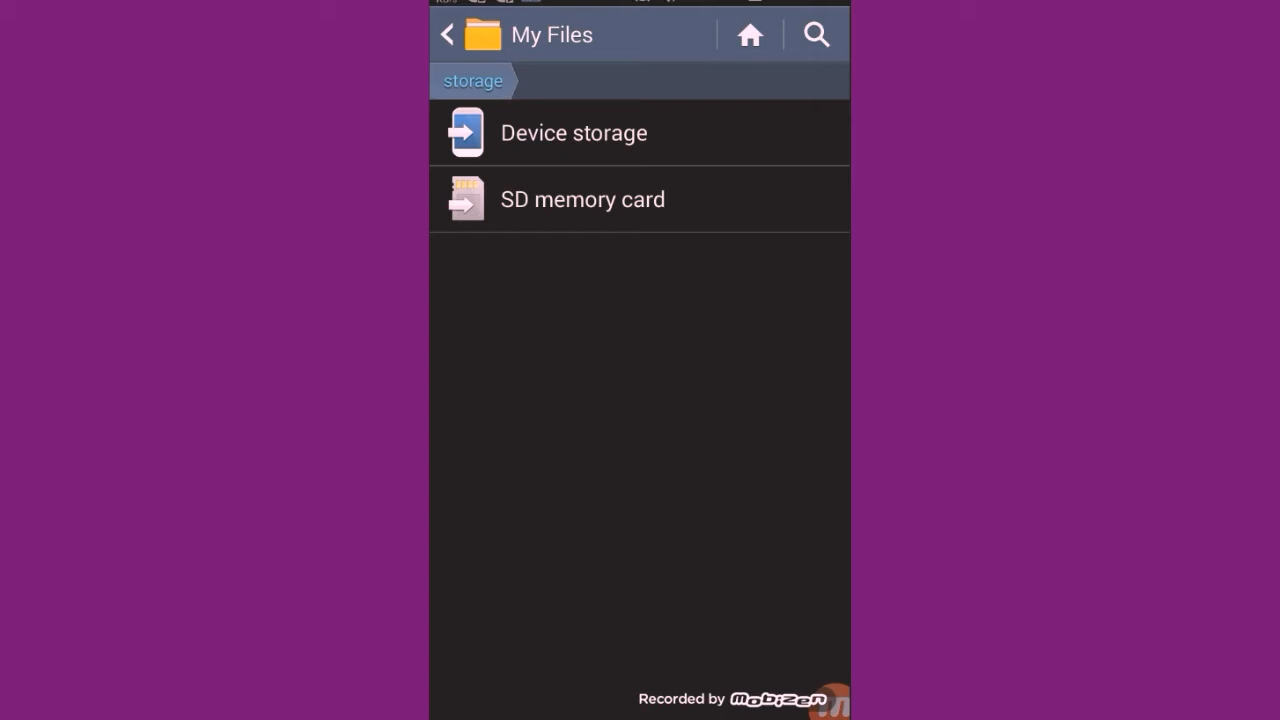 My Files
storage
Device storage
SD memory card
Recorded by Mobizen